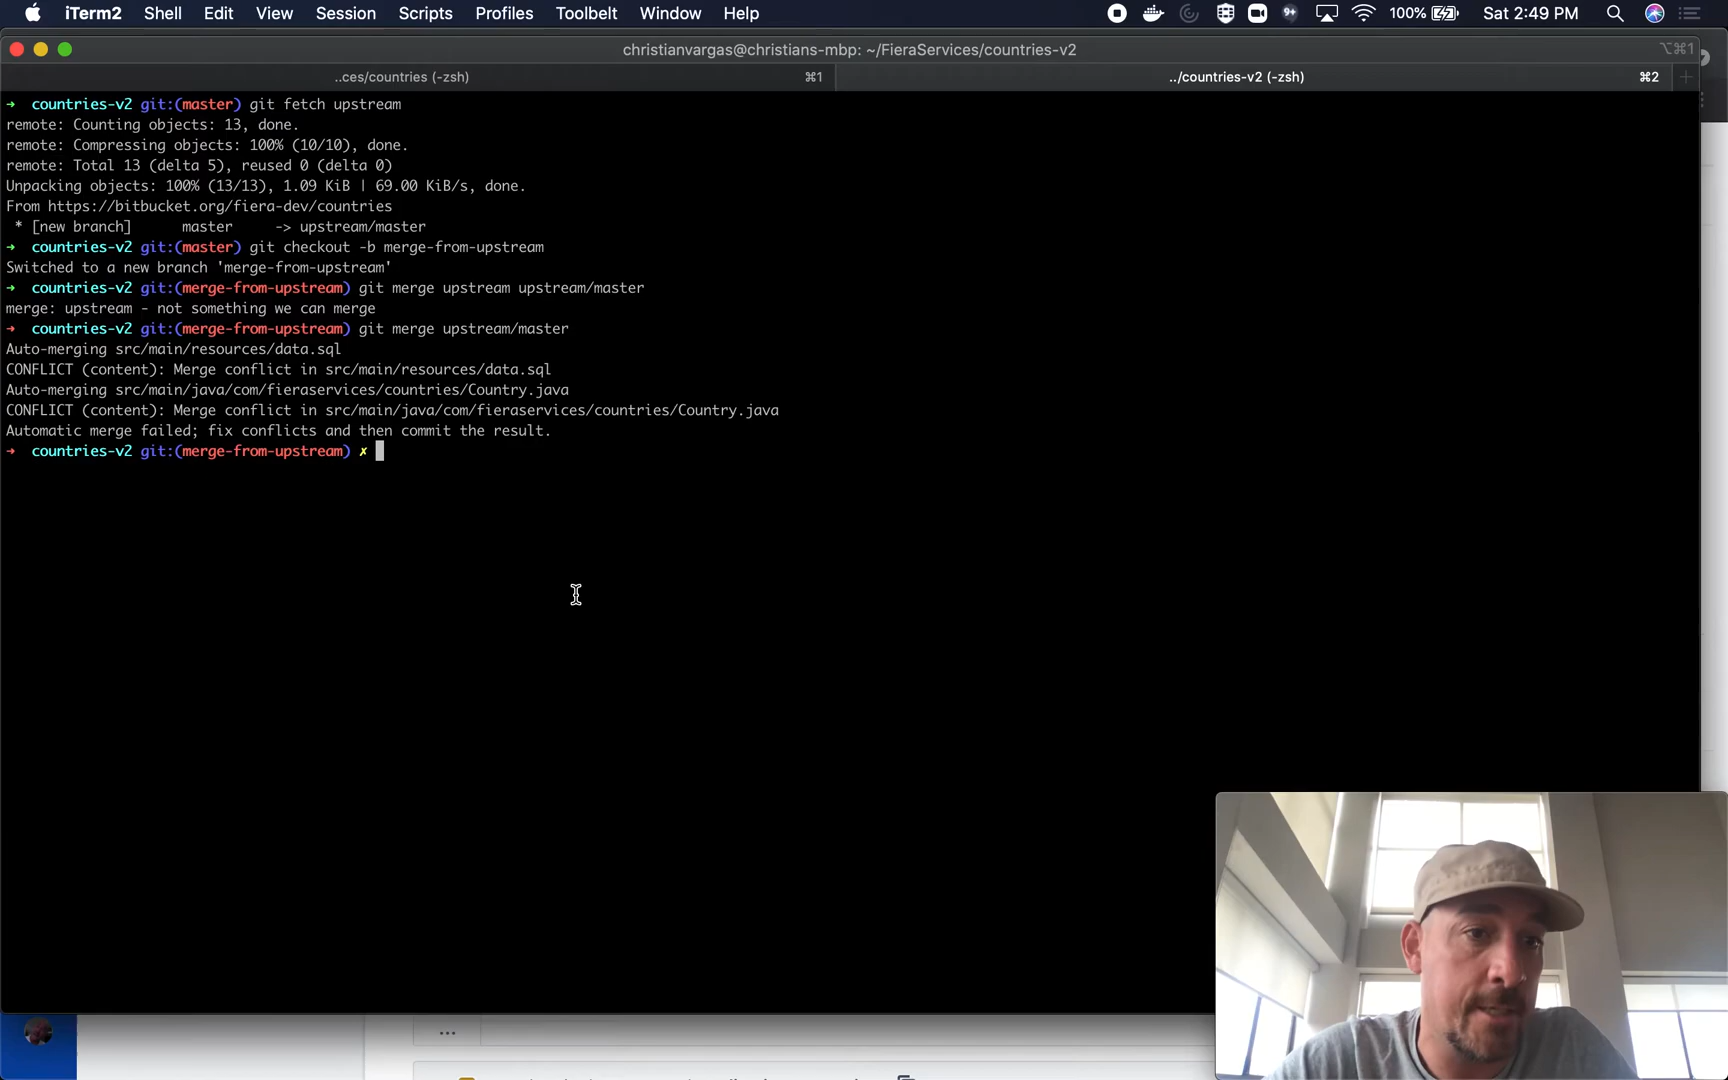 iTerm2 Shell Edit View Session Scripts Profiles Toolbelt Window Help 9+ 100% Sat 2:49 PM
christianvargas@christians-mbp: ~/FieraServices/countries-v2 ⌥⌘1
..ces/countries (-zsh) ⌘1 ../countries-v2 (-zsh) ⌘2 +
➜ countries-v2 git:(master) git fetch upstream
remote: Counting objects: 13, done.
remote: Compressing objects: 100% (10/10), done.
remote: Total 13 (delta 5), reused 0 (delta 0)
Unpacking objects: 100% (13/13), 1.09 KiB | 69.00 KiB/s, done.
From https://bitbucket.org/fiera-dev/countries
* [new branch] master -> upstream/master
➜ countries-v2 git:(master) git checkout -b merge-from-upstream
Switched to a new branch 'merge-from-upstream'
➜ countries-v2 git:(merge-from-upstream) git merge upstream upstream/master
merge: upstream - not something we can merge
➜ countries-v2 git:(merge-from-upstream) git merge upstream/master
Auto-merging src/main/resources/data.sql
CONFLICT (content): Merge conflict in src/main/resources/data.sql
Auto-merging src/main/java/com/fieraservices/countries/Country.java
CONFLICT (content): Merge conflict in src/main/java/com/fieraservices/countries/Country.java
Automatic merge failed; fix conflicts and then commit the result.
➜ countries-v2 git:(merge-from-upstream) ✗
...